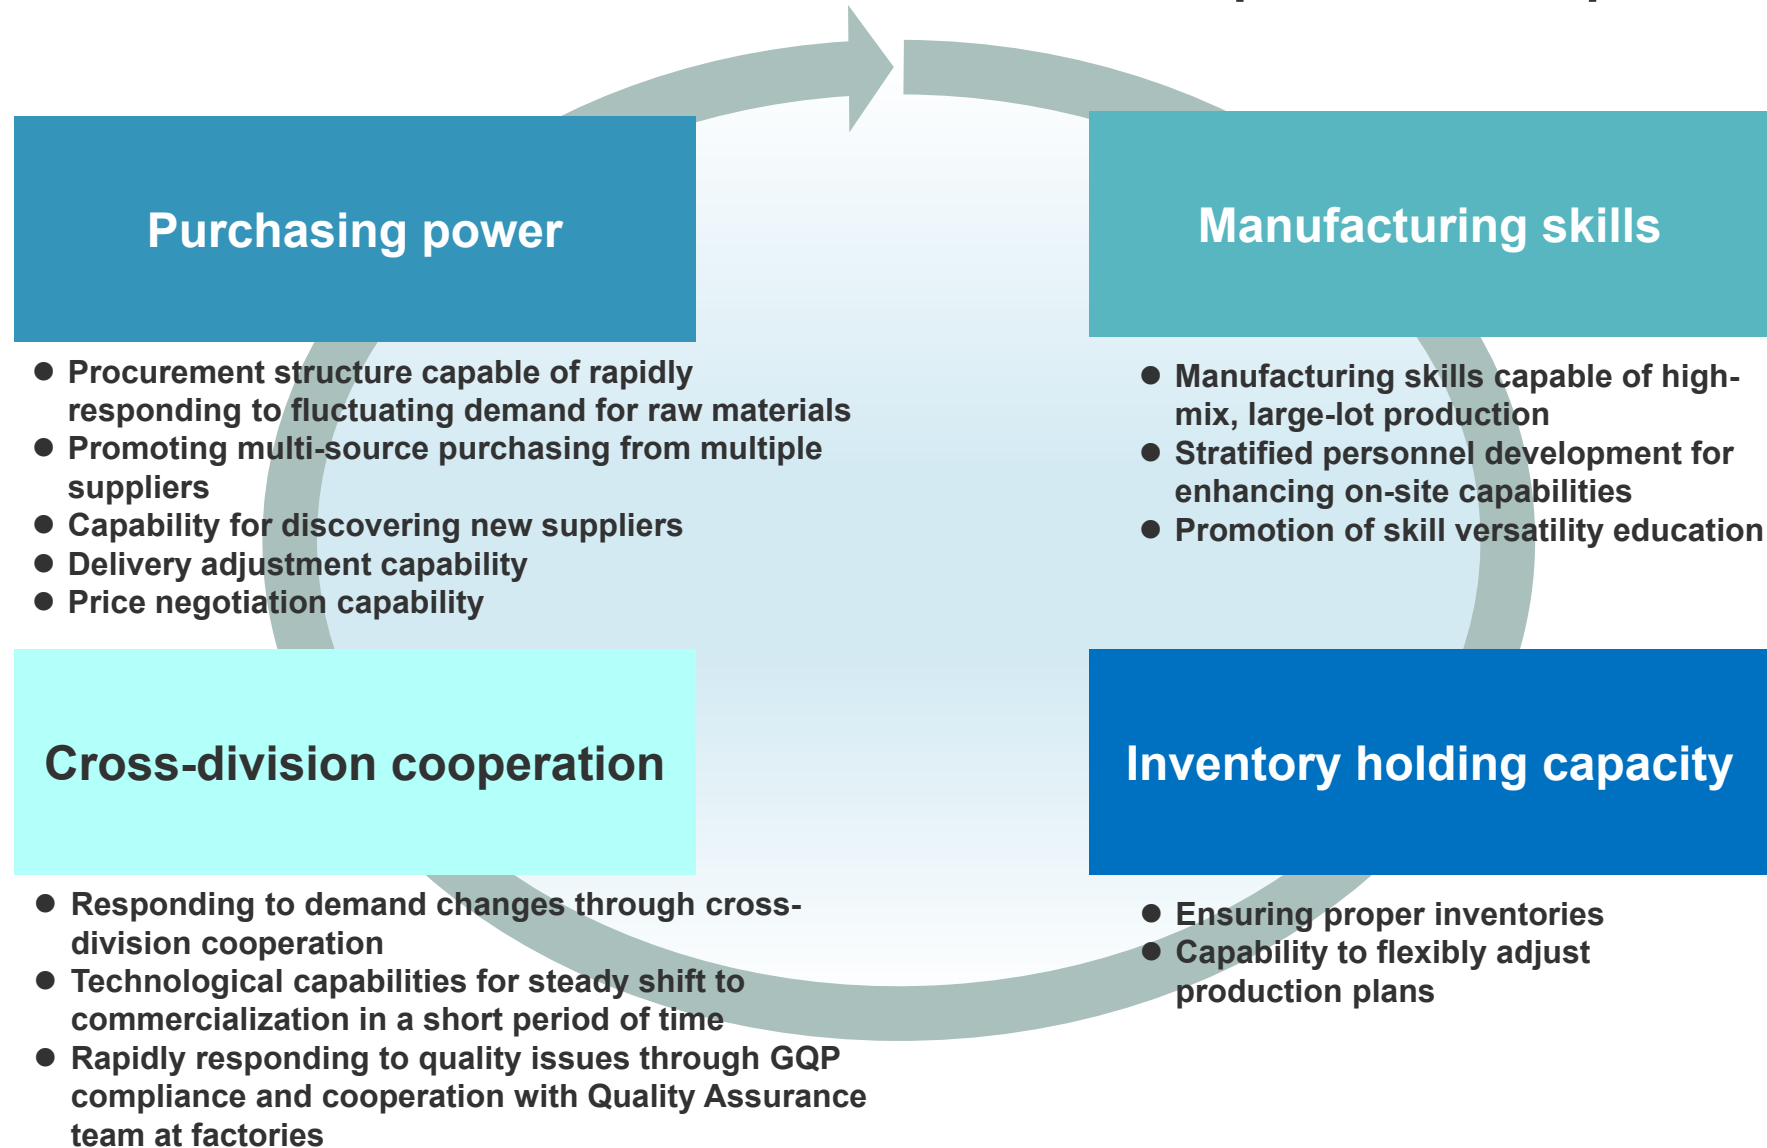 Purchasing power
● Procurement structure capable of rapidly
responding to fluctuating demand for raw materials
● Promoting multi-source purchasing from multiple
suppliers
● Capability for discovering new suppliers
● Delivery adjustment capability
● Price negotiation capability
Manufacturing skills
● Manufacturing skills capable of high-
mix, large-lot production
● Stratified personnel development for
enhancing on-site capabilities
● Promotion of skill versatility education
Cross-division cooperation
● Responding to demand changes through cross-
division cooperation
● Technological capabilities for steady shift to
commercialization in a short period of time
● Rapidly responding to quality issues through GQP
compliance and cooperation with Quality Assurance
team at factories
Inventory holding capacity
● Ensuring proper inventories
● Capability to flexibly adjust
production plans